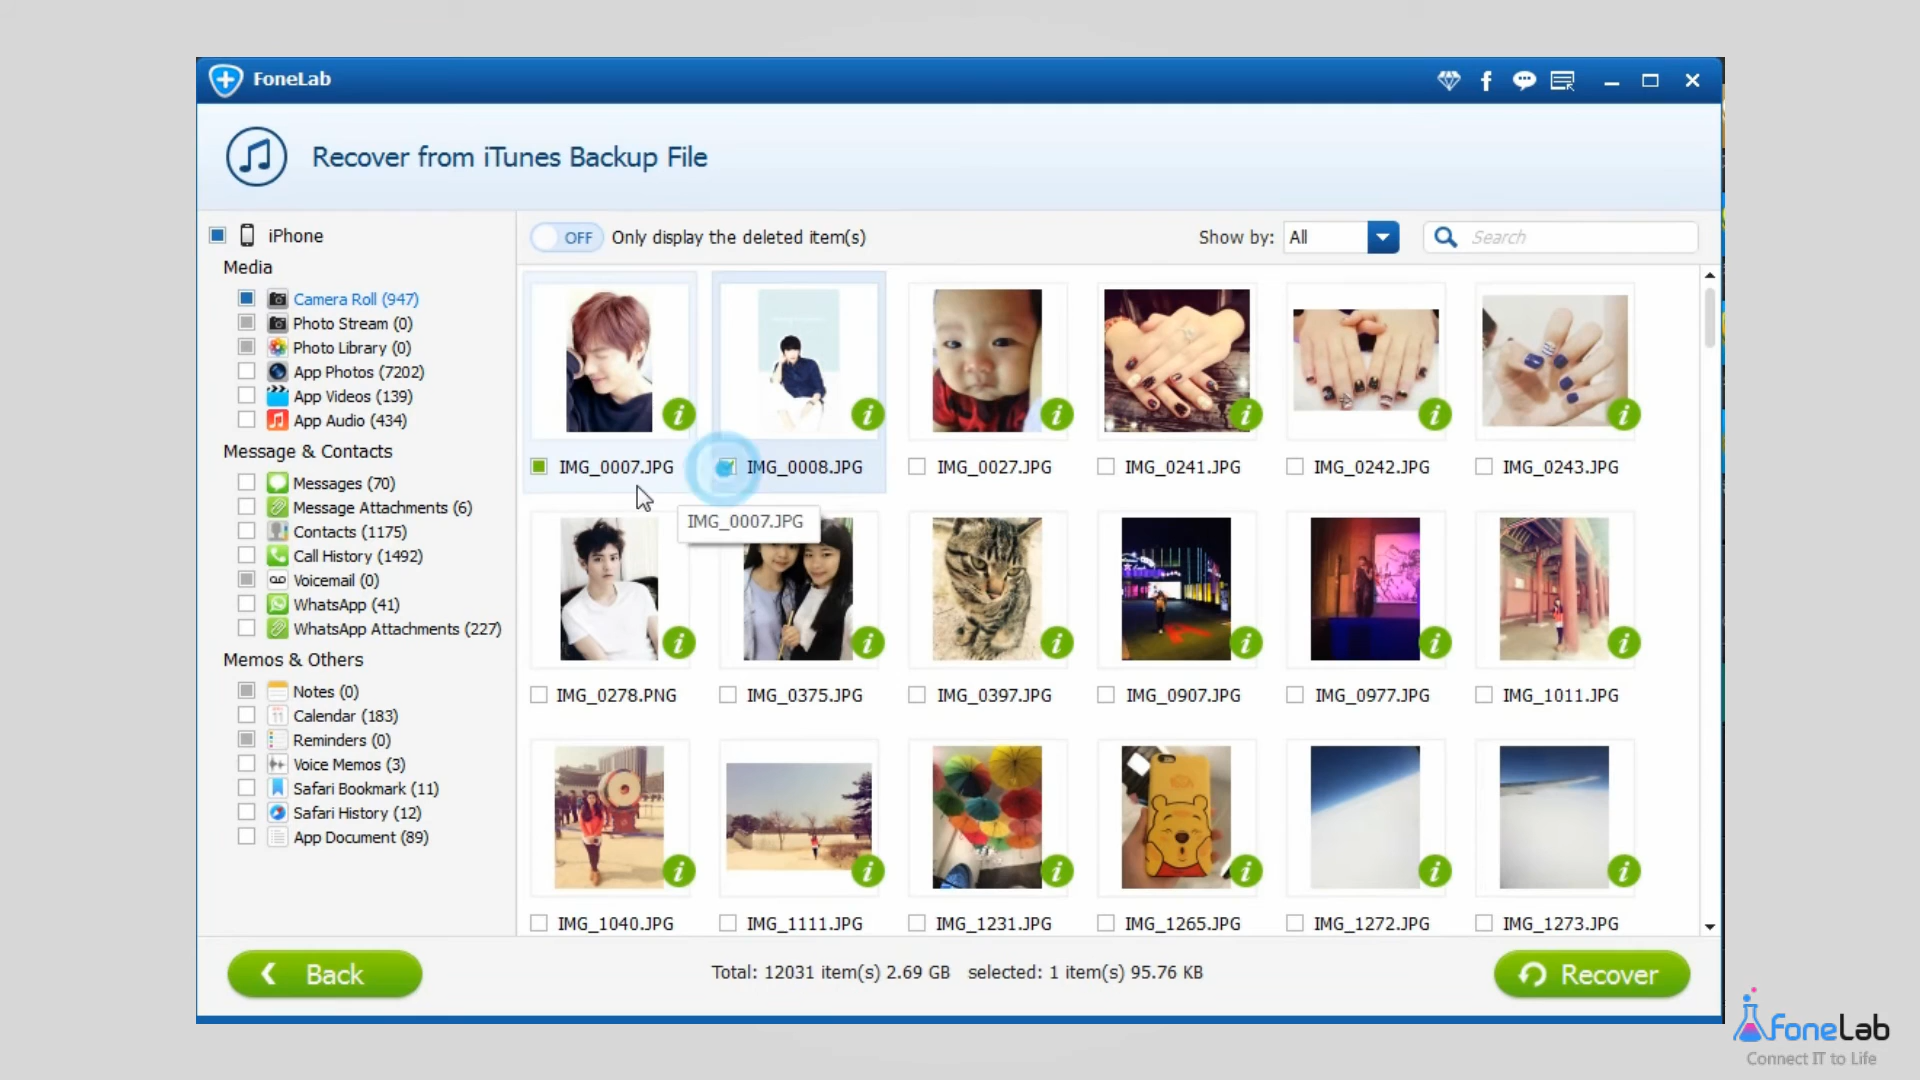 FoneLab
Recover from iTunes Backup File
iPhone
OFF Only display the deleted item(s)
Show by: All
Search
Media
Camera Roll (947)
Photo Stream (0)
Photo Library (0)
App Photos (7202)
App Videos (139)
App Audio (434)
Message & Contacts
Messages (70)
Message Attachments (6)
Contacts (1175)
Call History (1492)
Voicemail (0)
WhatsApp (41)
WhatsApp Attachments (227)
Memos & Others
Notes (0)
Calendar (183)
Reminders (0)
Voice Memos (3)
Safari Bookmark (11)
Safari History (12)
App Document (89)
IMG_0007.JPG
IMG_0008.JPG
IMG_0027.JPG
IMG_0241.JPG
IMG_0242.JPG
IMG_0243.JPG
IMG_0007.JPG
IMG_0278.PNG
IMG_0375.JPG
IMG_0397.JPG
IMG_0907.JPG
IMG_0977.JPG
IMG_1011.JPG
IMG_1040.JPG
IMG_1111.JPG
IMG_1231.JPG
IMG_1265.JPG
IMG_1272.JPG
IMG_1273.JPG
Back
Total: 12031 item(s) 2.69 GB selected: 1 item(s) 95.76 KB
Recover
FoneLab
Connect IT to Life